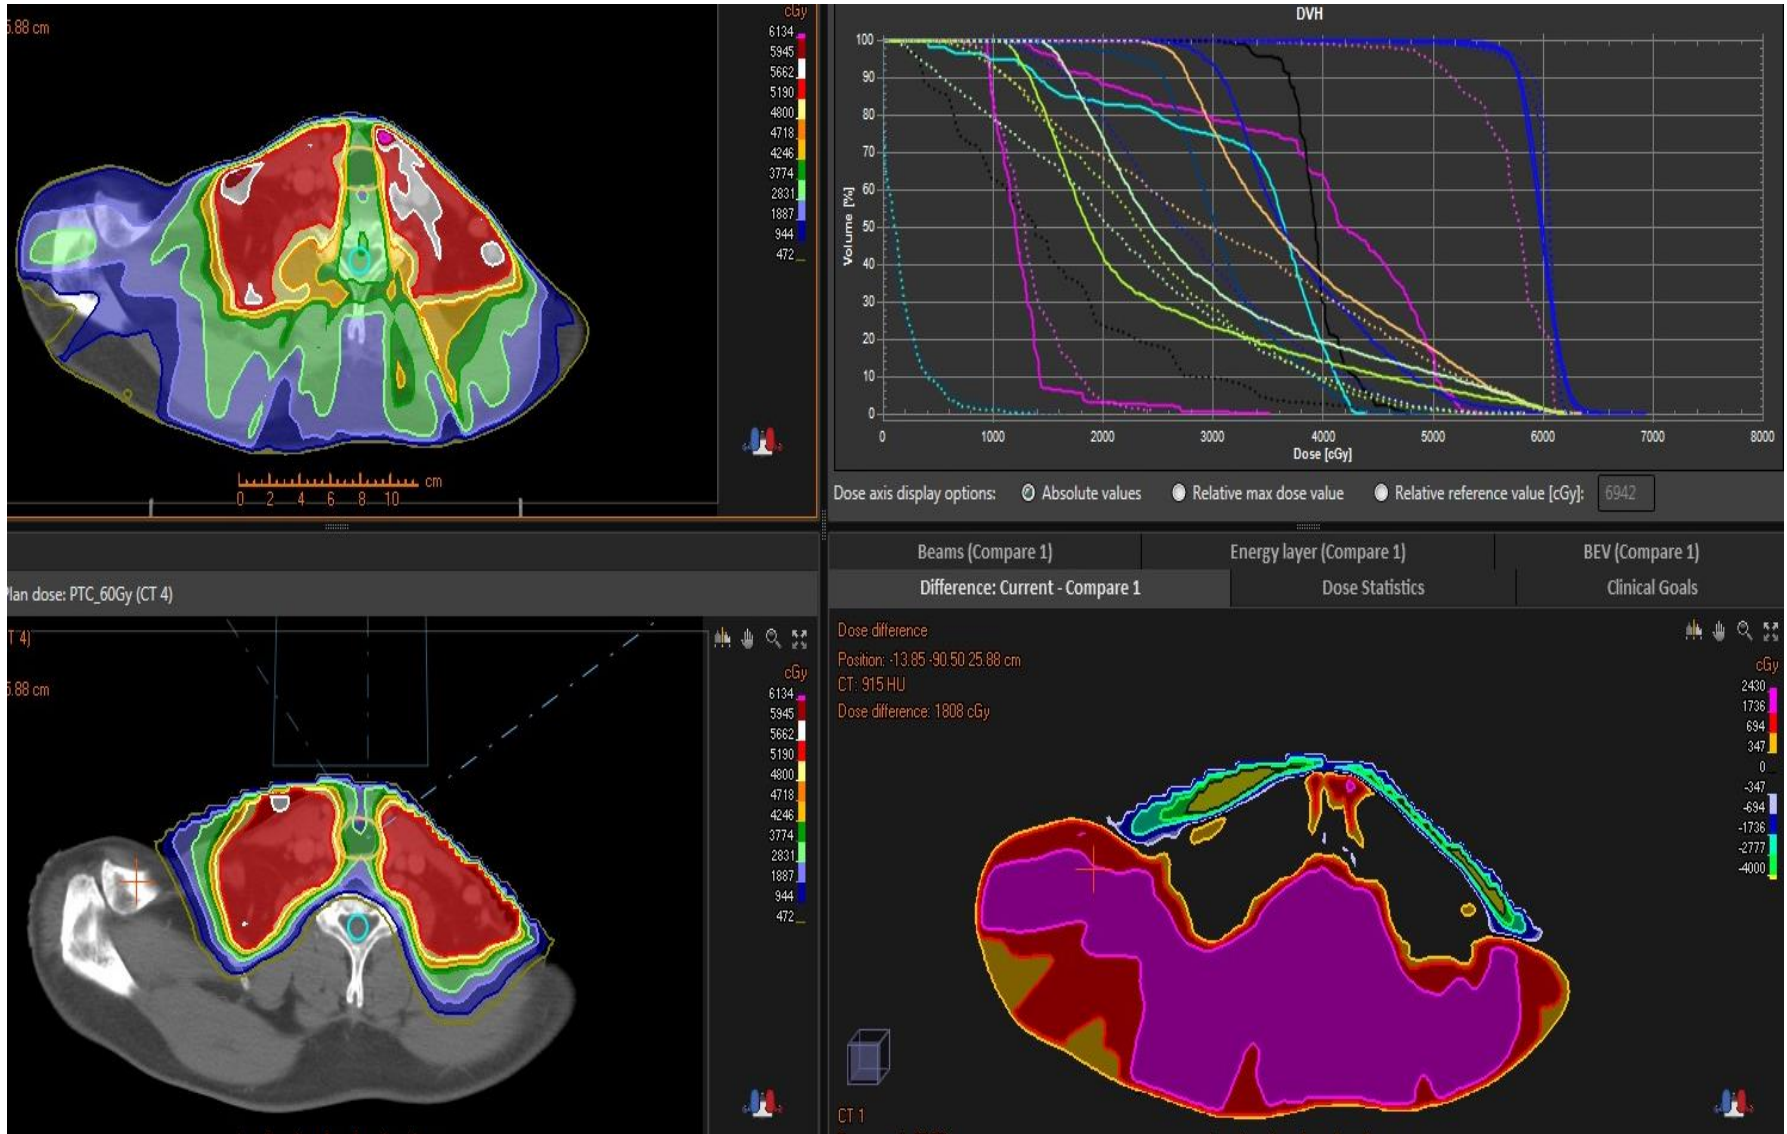 5.88 cm
cGy
6134
5945
5662
5190
4800
4718
4246
3774
2831
1887
944
472
cm
0 2 4 6 8 10
DVH
100
90
80
70
60
50
40
30
20
10
0
Volume [%]
0 1000 2000 3000 4000 5000 6000 7000 8000
Dose [cGy]
Dose axis display options: Absolute values Relative max dose value Relative reference value [cGy]: 6942
Plan dose: PTC_60Gy (CT 4)
T 4)
5.88 cm
cGy
6134
5945
5662
5190
4800
4718
4246
3774
2831
1887
944
472
Beams (Compare 1) Energy layer (Compare 1) BEV (Compare 1)
Difference: Current - Compare 1 Dose Statistics Clinical Goals
Dose difference
Position: -13.85 -90.50 25.88 cm
CT: 915 HU
Dose difference: 1808 cGy
cGy
2430
1736
694
347
0
-347
-694
-1736
-2777
-4000
CT 1